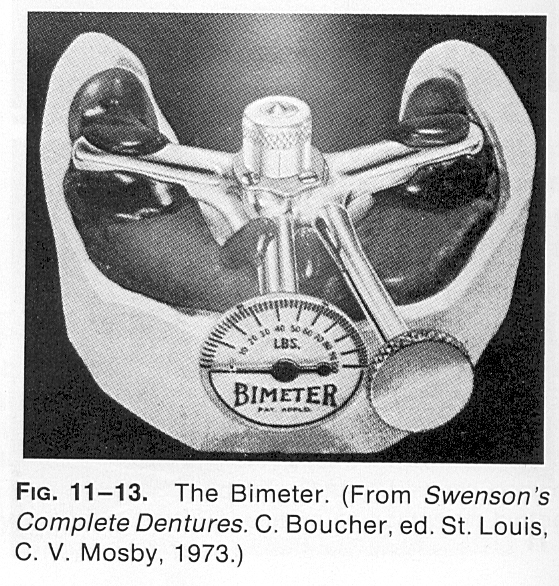 10 20 30 40 50 60 70 80
LBS.
BIMETER
PAT. APPLD.
FIG. 11–13. The Bimeter. (From Swenson's
Complete Dentures. C. Boucher, ed. St. Louis,
C. V. Mosby, 1973.)